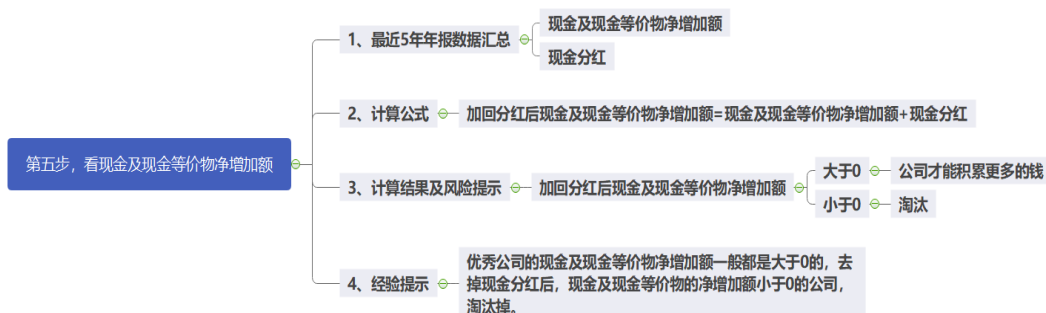 第五步，看现金及现金等价物净增加额
1、最近5年年报数据汇总
现金及现金等价物净增加额
现金分红
2、计算公式
加回分红后现金及现金等价物净增加额=现金及现金等价物净增加额+现金分红
3、计算结果及风险提示
加回分红后现金及现金等价物净增加额
大于0
公司才能积累更多的钱
小于0
淘汰
4、经验提示
优秀公司的现金及现金等价物净增加额一般都是大于0的，去
掉现金分红后，现金及现金等价物的净增加额小于0的公司，
淘汰掉。